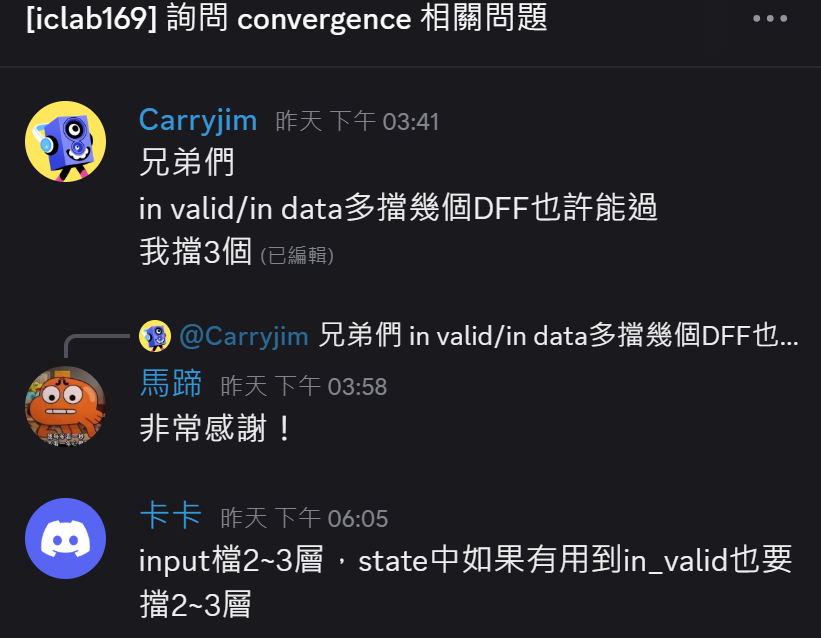 [iclab169] 詢問 convergence 相關問題
Carryjim 昨天 下午 03:41
兄弟們
in valid/in data多擋幾個DFF也許能過
我擋3個 (已編輯)
@Carryjim 兄弟們 in valid/in data多擋幾個DFF也...
馬蹄 昨天 下午 03:58
非常感謝！
卡卡 昨天 下午 06:05
input檔2~3層，state中如果有用到in_valid也要
擋2~3層